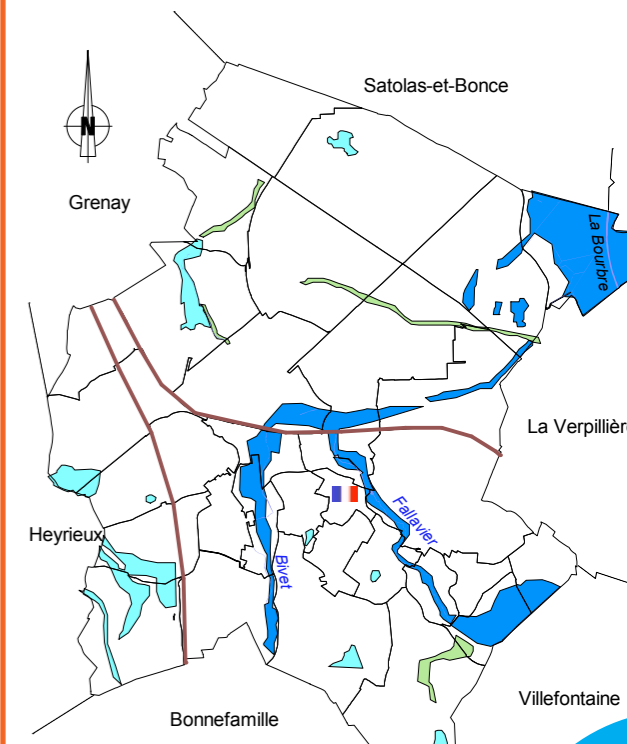 Satolas-et-Bonce
N
Grenay
La Bourbre
La Verpillière
Fallavier
Heyrieux
Bivet
Villefontaine
Bonnefamille